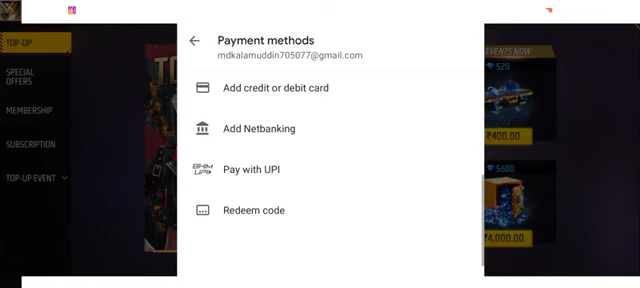 TOP-UP
SPECIAL
OFFERS
MEMBERSHIP
SUBSCRIPTION
TOP-UP EVENT
Payment methods
mdkalamuddin705077@gmail.com
Add credit or debit card
Add Netbanking
BHIM
UPI
Pay with UPI
Redeem code
EVENTS NOW
520
₹400.00
5600
₹4,000.00